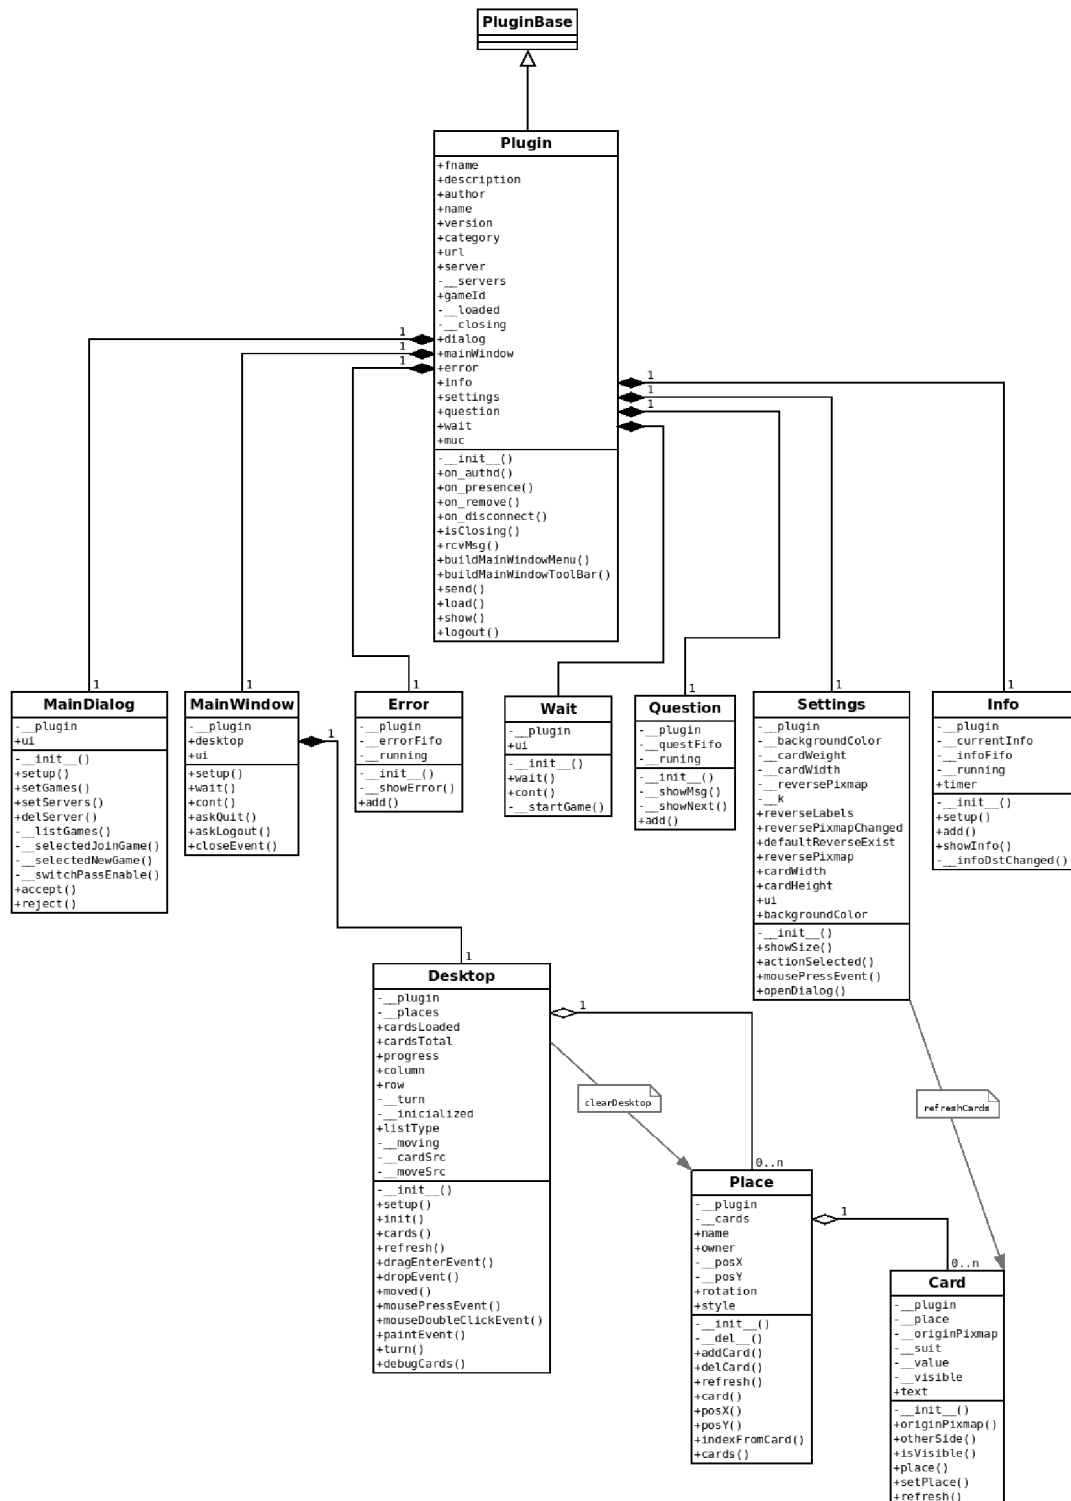 PluginBase
Plugin
+fname
+description
+author
+name
+version
+category
+url
+server
-__servers
+gameId
-__loaded
-__closing
+dialog
+mainWindow
+error
+info
+settings
+question
+wait
+muc
-__init__()
+on_authd()
+on_presence()
+on_remove()
+on_disconnect()
+isClosing()
+rcvMsg()
+buildMainWindowMenu()
+buildMainWindowToolBar()
+send()
+load()
+show()
+logout()
1
1
1
1
1
1
1
1
1
1
1
1
MainDialog
-__plugin
+ui
-__init__()
+setup()
+setGames()
+setServers()
+delServer()
-__listGames()
-__selectedJoinGame()
-__selectedNewGame()
-__switchPassEnable()
+accept()
+reject()
MainWindow
-__plugin
+desktop
+ui
+setup()
+wait()
+cont()
+askQuit()
+askLogout()
+closeEvent()
1
Error
-__plugin
-__errorFifo
-__running
-__init__()
-__showError()
+add()
Wait
-__plugin
+ui
-__init__()
+wait()
+cont()
-__startGame()
Question
-__plugin
-__questFifo
-__runing
-__init__()
-__showMsg()
-__showNext()
+add()
Settings
-__plugin
-__backgroundColor
-__cardWeight
-__cardWidth
-__reversePixmap
-__k
+reverseLabels
+reversePixmapChanged
+defaultReverseExist
+reversePixmap
+cardWidth
+cardHeight
+ui
+backgroundColor
-__init__()
+showSize()
+actionSelected()
+mousePressEvent()
+openDialog()
Info
-__plugin
-__currentInfo
-__infoFifo
-__running
+timer
-__init__()
+setup()
+add()
+showInfo()
-__infoDstChanged()
1
Desktop
-__plugin
-__places
+cardsLoaded
+cardsTotal
+progress
+column
+row
-__turn
-__inicialized
+listType
-__moving
-__cardSrc
-__moveSrc
-__init__()
+setup()
+init()
+cards()
+refresh()
+dragEnterEvent()
+dropEvent()
+moved()
+mousePressEvent()
+mouseDoubleClickEvent()
+paintEvent()
+turn()
+debugCards()
1
clearDesktop
refreshCards
0..n
Place
-__plugin
-__cards
+name
+owner
-__posX
-__posY
+rotation
+style
-__init__()
-__del__()
+addCard()
+delCard()
+refresh()
+card()
+posX()
+posY()
+indexFromCard()
+cards()
1
0..n
Card
-__plugin
-__place
-__originPixmap
-__suit
-__value
-__visible
+text
-__init__()
+originPixmap()
+otherSide()
+isVisible()
+place()
+setPlace()
+refresh()